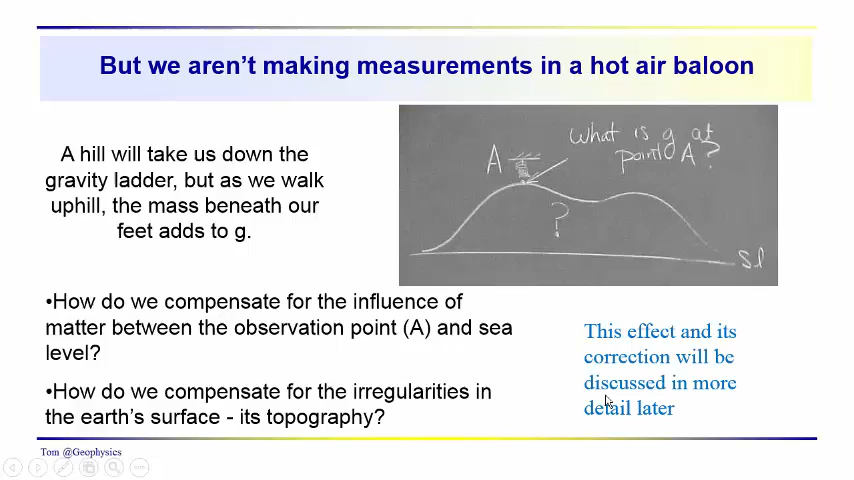 But we aren't making measurements in a hot air baloon
A hill will take us down the
gravity ladder, but as we walk
uphill, the mass beneath our
feet adds to g.
What is g at
point A ?
A
?
Sl
•How do we compensate for the influence of
matter between the observation point (A) and sea
level?
•How do we compensate for the irregularities in
the earth's surface - its topography?
This effect and its
correction will be
discussed in more
detail later
Tom @Geophysics